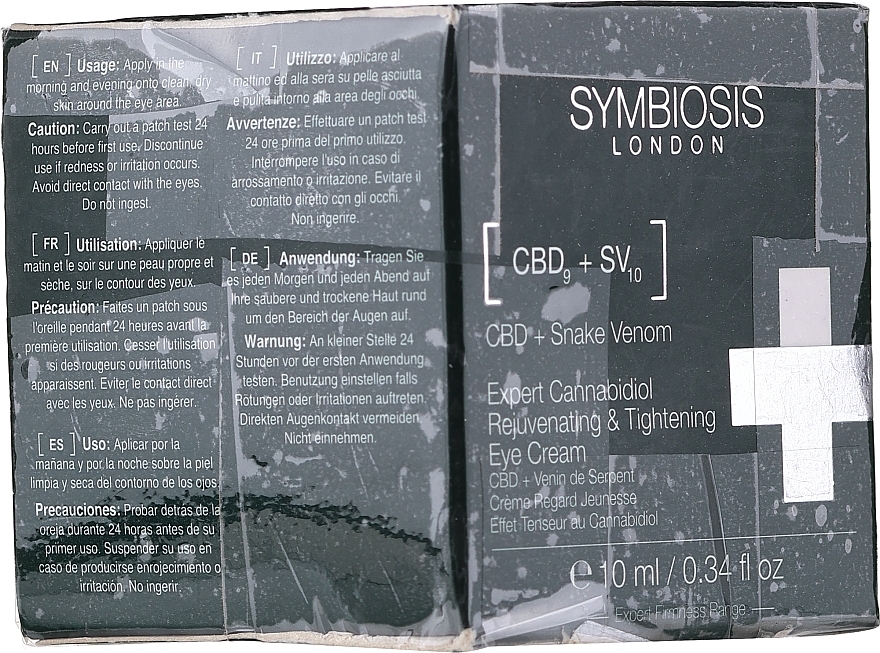 [ EN ] Usage: Apply in the
morning and evening onto clean, dry
skin around the eye area.
Caution: Carry out a patch test 24
hours before first use. Discontinue
use if redness or irritation occurs.
Avoid direct contact with the eyes.
Do not ingest.
[ FR ] Utilisation: Appliquer le
matin et le soir sur une peau propre et
sèche, sur le contour des yeux.
Précaution: Faites un patch sous
l'oreille pendant 24 heures avant la
première utilisation. Cesser l'utilisation
si des rougeurs ou irritations
apparaissent. Eviter le contact direct
avec les yeux. Ne pas ingérer.
[ ES ] Uso: Aplicar por la
mañana y por la noche sobre la piel
limpia y seca del contorno de los ojos.
Precauciones: Probar detrás de la
oreja durante 24 horas antes de su
primer uso. Suspender su uso en
caso de producirse enrojecimiento o
irritación. No ingerir.
[ IT ] Utilizzo: Applicare al
mattino ed alla sera su pelle asciutta
e pulita intorno alla area degli occhi.
Avvertenze: Effettuare un patch test
24 ore prima del primo utilizzo.
Interrompere l'uso in caso di
arrossamento o irritazione. Evitare il
contatto diretto con gli occhi.
Non ingerire.
[ DE ] Anwendung: Tragen Sie
es jeden Morgen und jeden Abend auf
Ihre saubere und trockene Haut rund
um den Bereich der Augen auf.
Warnung: An kleiner Stelle 24
Stunden vor der ersten Anwendung
testen. Benutzung einstellen falls
Rötungen oder Irritationen auftreten.
Direkten Augenkontakt vermeiden.
Nicht einnehmen.
SYMBIOSIS
LONDON
[ CBD₉ + SV₁₀ ]
CBD + Snake Venom
Expert Cannabidiol
Rejuvenating & Tightening
Eye Cream
CBD + Venin de Serpent
Crème Regard Jeunesse
Effet Tenseur au Cannabidiol
℮ 10 ml / 0.34 fl oz
Expert Firmness Range